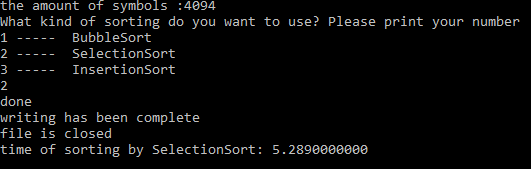 the amount of symbols :4094
What kind of sorting do you want to use? Please print your number
1 -----  BubbleSort
2 -----  SelectionSort
3 -----  InsertionSort
2
done
writing has been complete
file is closed
time of sorting by SelectionSort: 5.2890000000